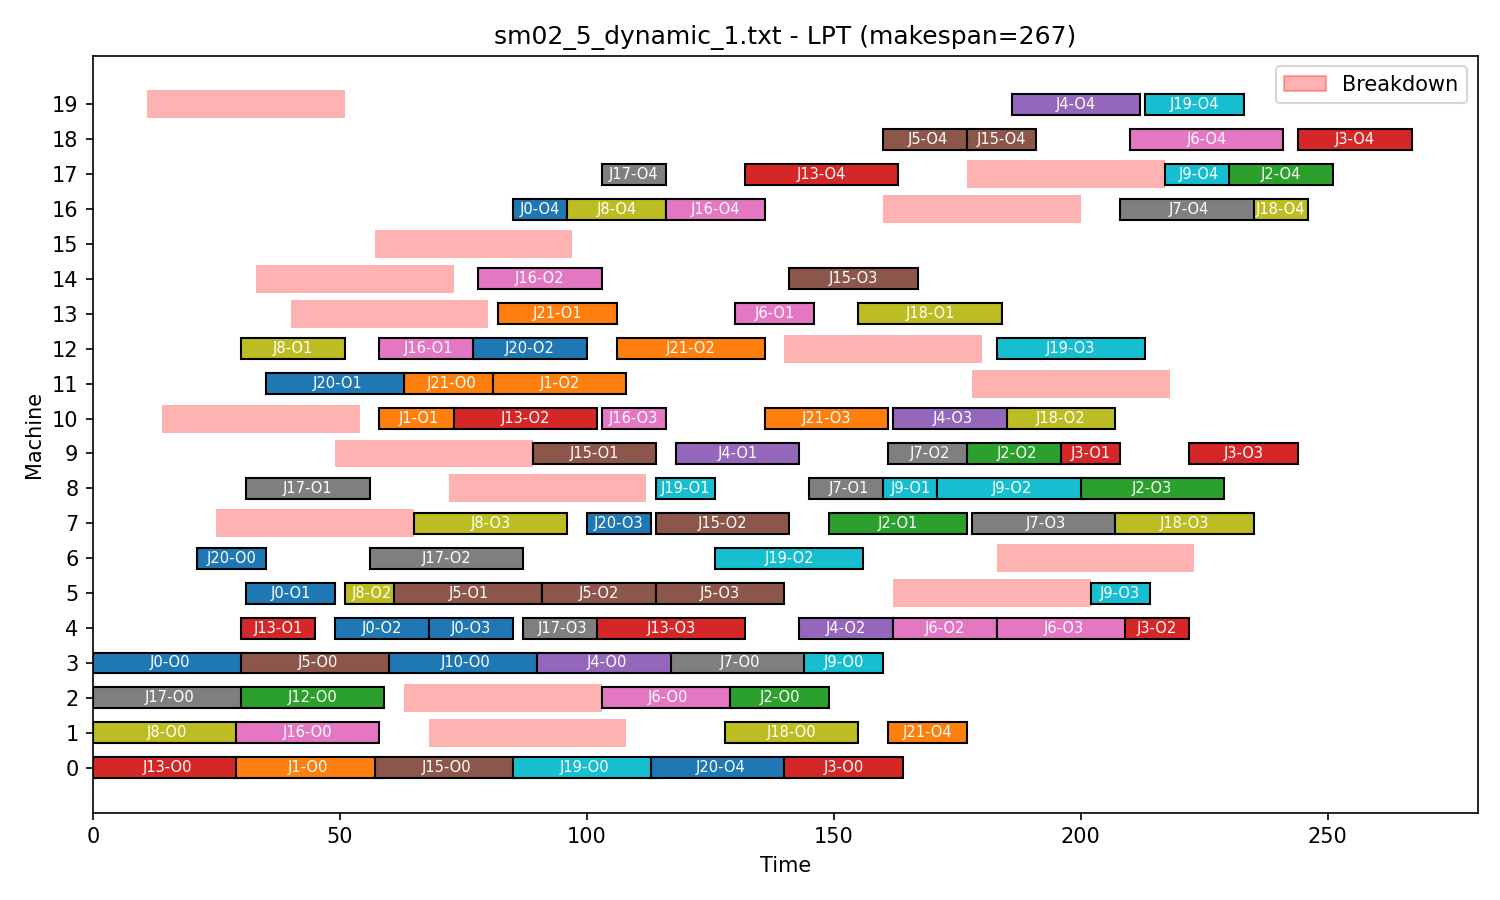 sm02_5_dynamic_1.txt - LPT (makespan=267)
Breakdown
19 J4-O4 J19-O4
18 J5-O4 J15-O4 J6-O4 J3-O4
17 J17-O4 J13-O4 J9-O4 J2-O4
16 J0-O4 J8-O4 J16-O4 J7-O4 J18-O4
15
14 J16-O2 J15-O3
13 J21-O1 J6-O1 J18-O1
12 J8-O1 J16-O1 J20-O2 J21-O2 J19-O3
11 J20-O1 J21-O0 J1-O2
10 J1-O1 J13-O2 J16-O3 J21-O3 J4-O3 J18-O2
9 J15-O1 J4-O1 J7-O2 J2-O2 J3-O1 J3-O3
8 J17-O1 J19-O1 J7-O1 J9-O1 J9-O2 J2-O3
7 J8-O3 J20-O3 J15-O2 J2-O1 J7-O3 J18-O3
6 J20-O0 J17-O2 J19-O2
5 J0-O1 J8-O2 J5-O1 J5-O2 J5-O3 J9-O3
4 J13-O1 J0-O2 J0-O3 J17-O3 J13-O3 J4-O2 J6-O2 J6-O3 J3-O2
3 J0-O0 J5-O0 J10-O0 J4-O0 J7-O0 J9-O0
2 J17-O0 J12-O0 J6-O0 J2-O0
1 J8-O0 J16-O0 J18-O0 J21-O4
0 J13-O0 J1-O0 J15-O0 J19-O0 J20-O4 J3-O0
Machine
0 50 100 150 200 250
Time